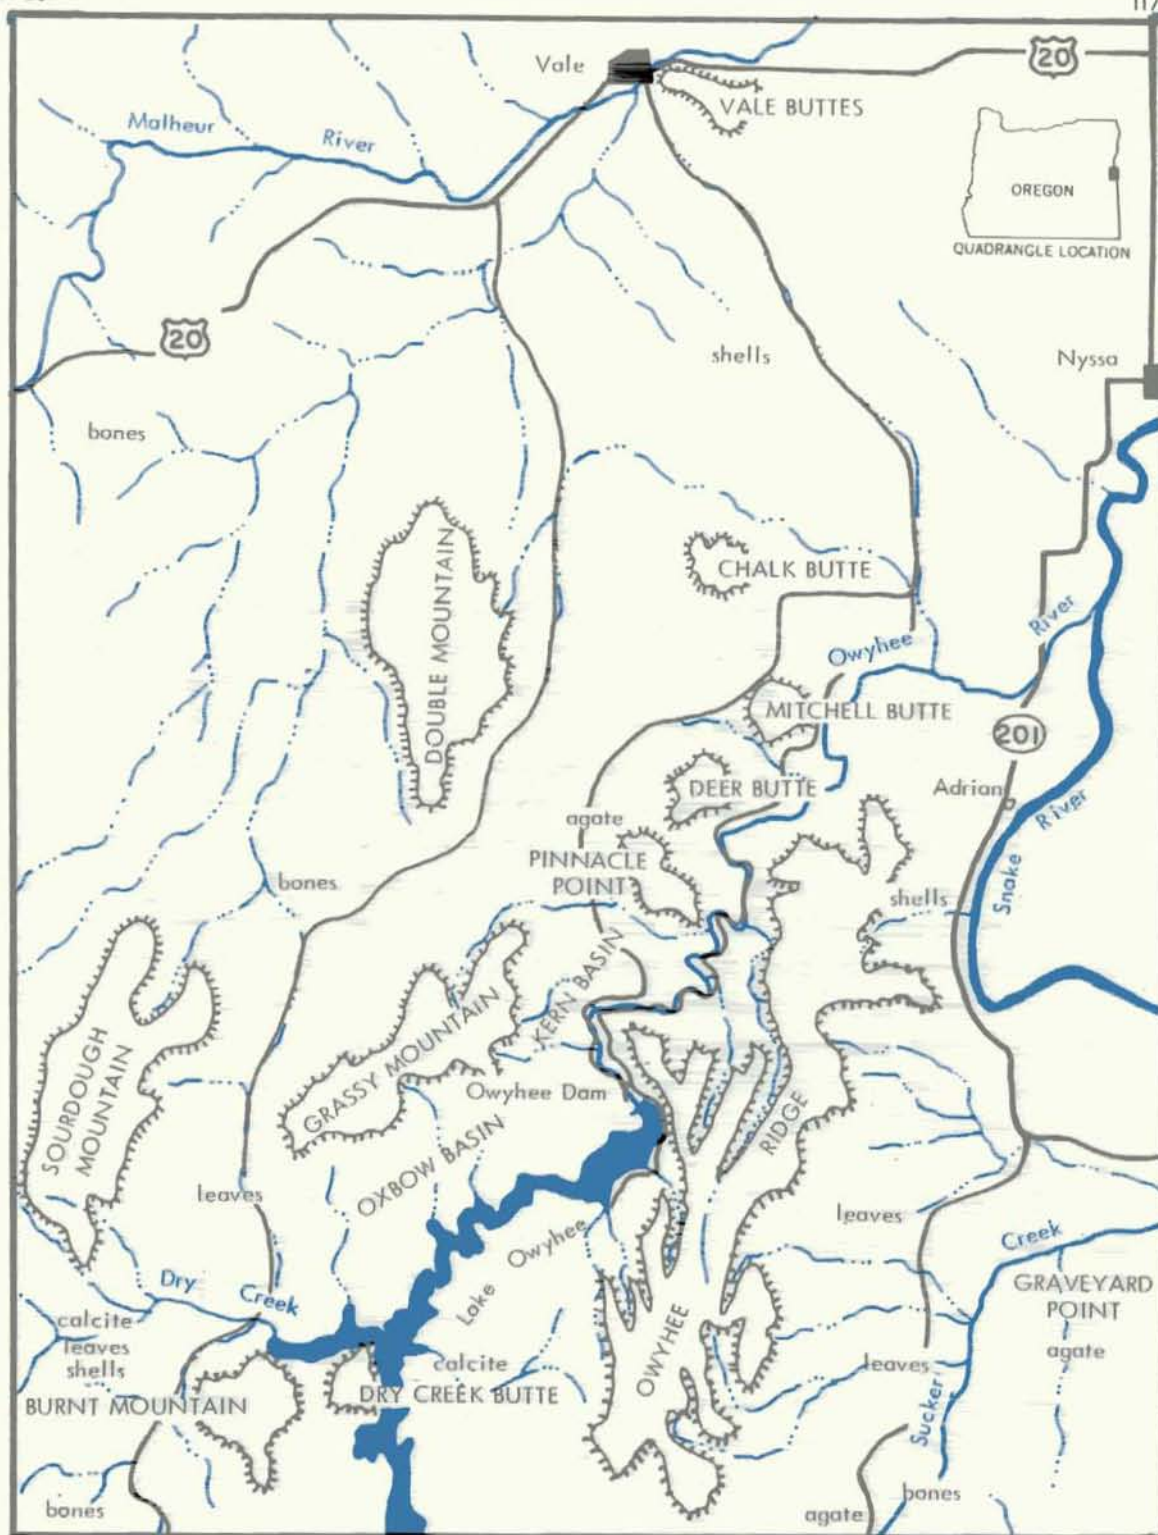 117
Vale
20
VALE BUTTES
Malheur
River
OREGON
QUADRANGLE LOCATION
20
shells
Nyssa
bones
DOUBLE MOUNTAIN
CHALK BUTTE
Owyhee
River
MITCHELL BUTTE
201
DEER BUTTE
Adrian
Snake
River
agate
PINNACLE
POINT
bones
shells
KERN BASIN
GRASSY MOUNTAIN
SOURDOUGH
MOUNTAIN
Owyhee Dam
OXBOW BASIN
RIDGE
leaves
leaves
Lake
Owyhee
Creek
Dry
Creek
GRAVEYARD
POINT
agate
calcite
leaves
shells
calcite
OWYHEE
leaves
BURNT MOUNTAIN
DRY CREEK BUTTE
Sucker
bones
bones
agate